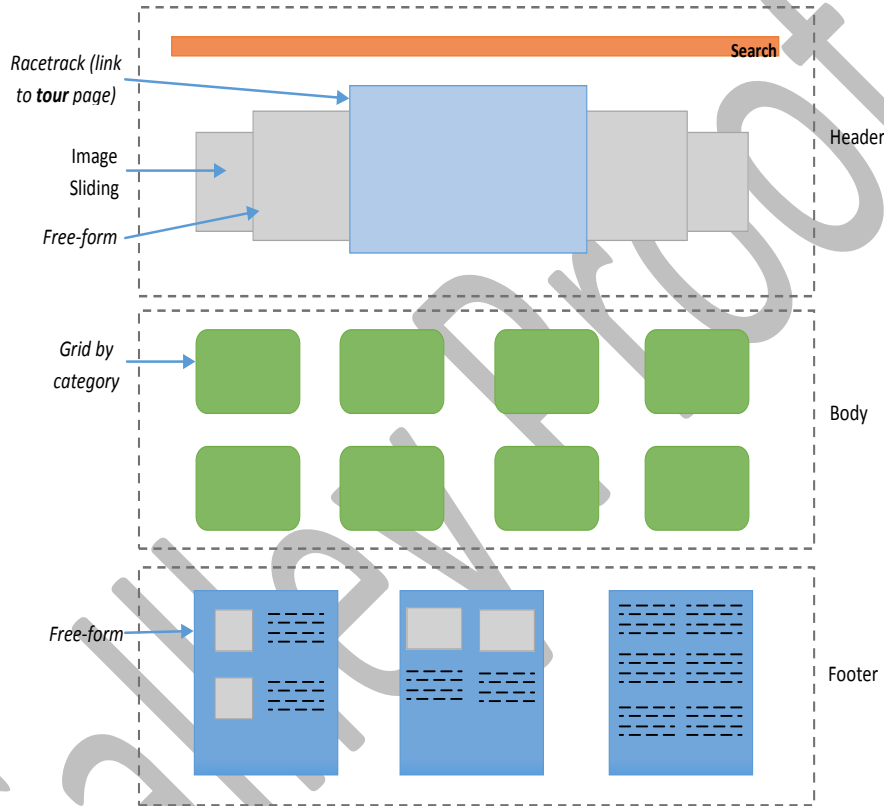 Search
Racetrack (link
to tour page)
Header
Image
Sliding
Free-form
Grid by
category
Body
Free-form
Footer